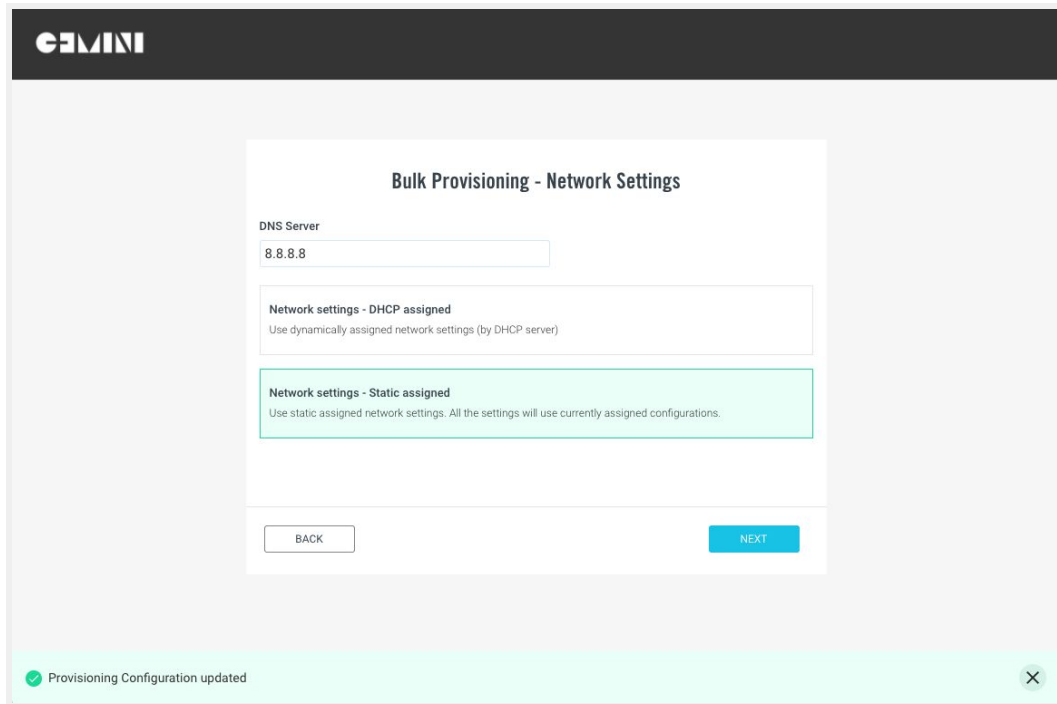 GEMINI
Bulk Provisioning - Network Settings
DNS Server
8.8.8.8
Network settings - DHCP assigned
Use dynamically assigned network settings (by DHCP server)
Network settings - Static assigned
Use static assigned network settings. All the settings will use currently assigned configurations.
BACK
NEXT
Provisioning Configuration updated